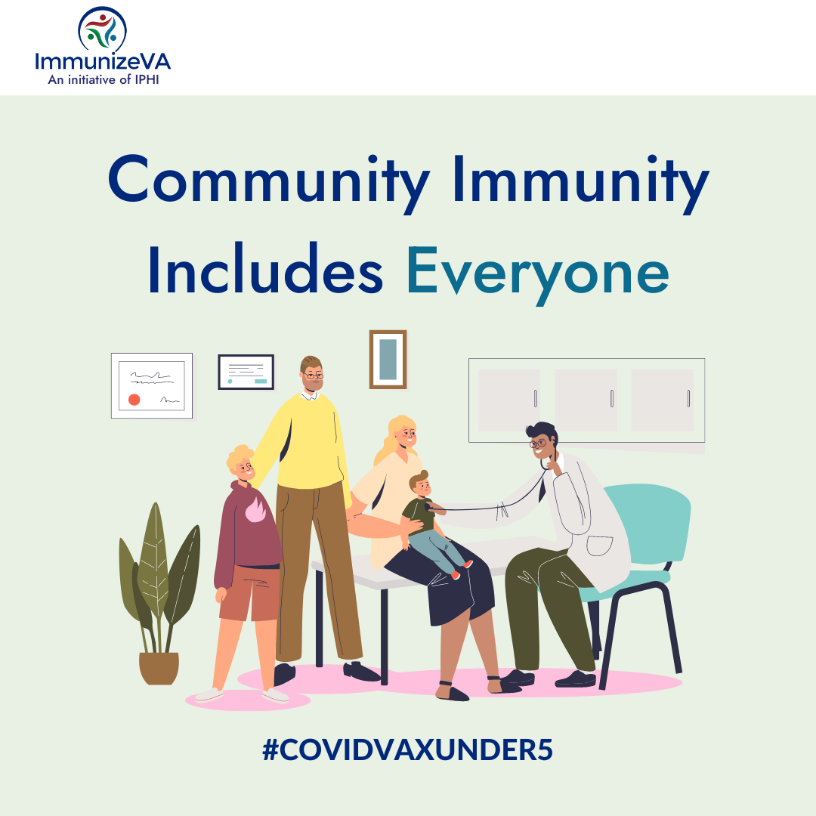 ImmunizeVA
An initiative of IPHI
Community Immunity
Includes Everyone
#COVIDVAXUNDER5